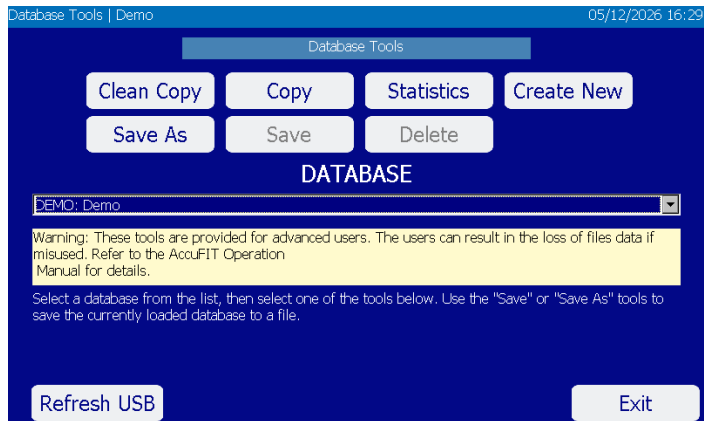 Database Tools | Demo 05/12/2026 16:29
Database Tools
Clean Copy Copy Statistics Create New
Save As Save Delete
DATABASE
DEMO: Demo
Warning: These tools are provided for advanced users. The users can result in the loss of files data if
misused. Refer to the AccuFIT Operation
Manual for details.
Select a database from the list, then select one of the tools below. Use the "Save" or "Save As" tools to
save the currently loaded database to a file.
Refresh USB Exit